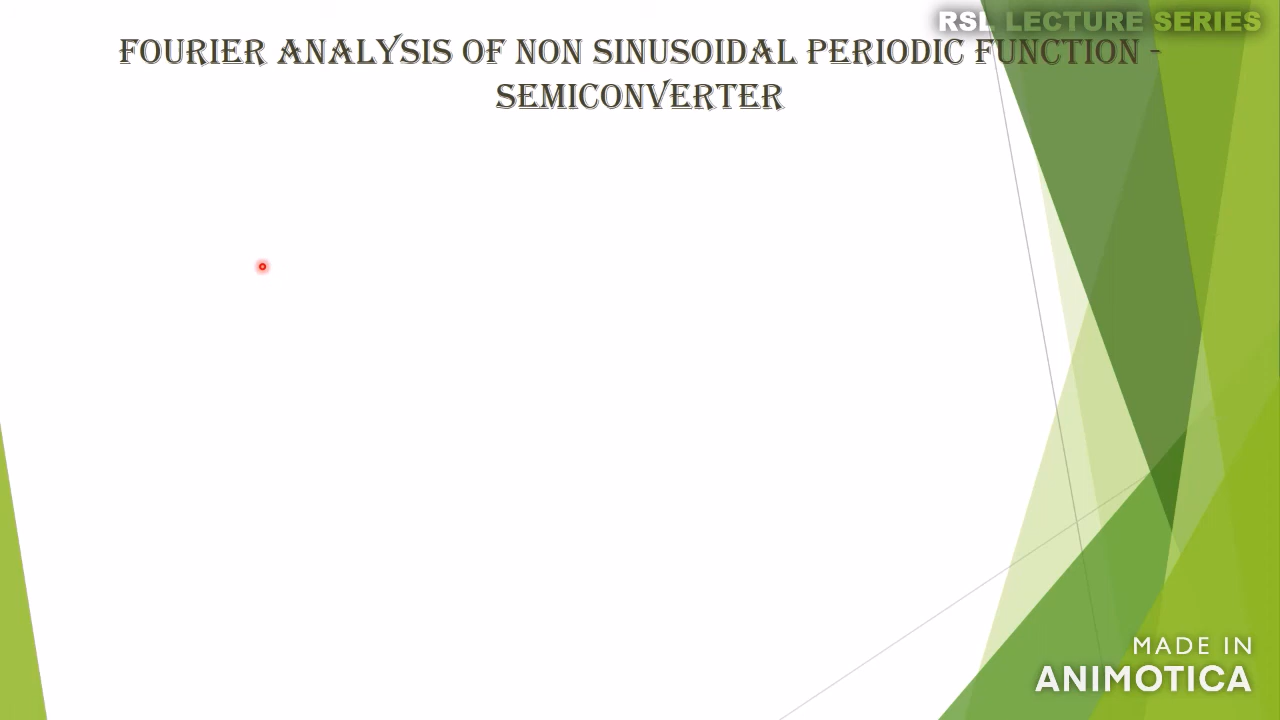 RSL LECTURE SERIES
FOURIER ANALYSIS OF NON SINUSOIDAL PERIODIC FUNCTION -
SEMICONVERTER
MADE IN
ANIMOTICA